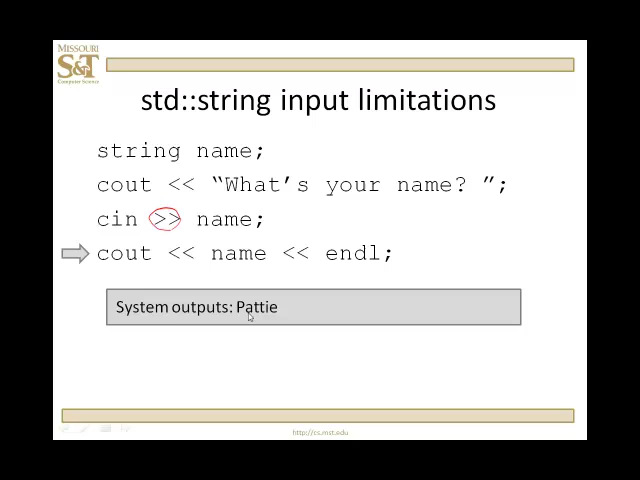 MISSOURI
S&T
Computer Science
std::string input limitations
string name;
cout << “What’s your name? ”;
cin >> name;
cout << name << endl;
System outputs: Pattie
http://cs.mst.edu